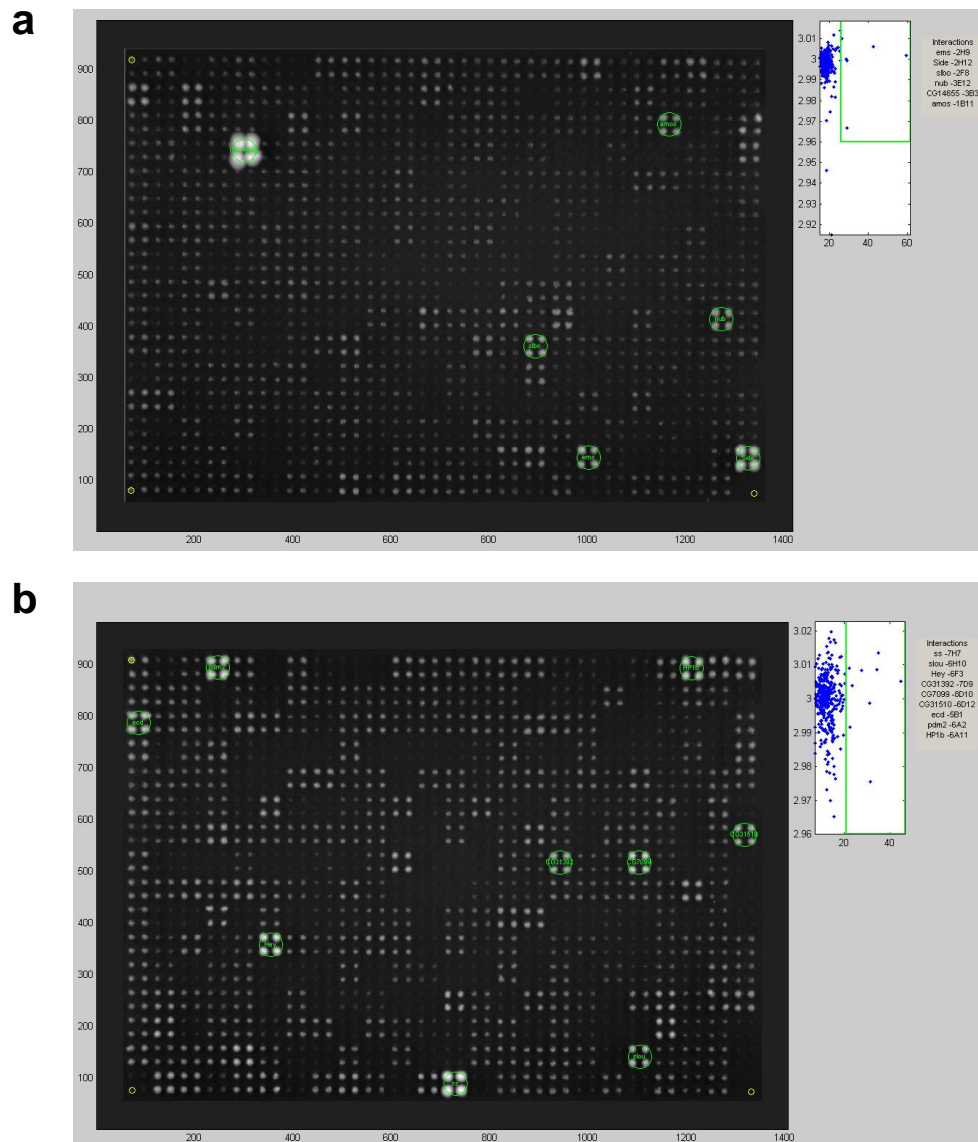 a
3.01
3
2.99
2.98
2.97
2.96
2.95
2.94
2.93
2.92
20 40 60
Interactions
ems -2H9
Side -2H12
slbo -2F8
nub -3E12
CG14655 -3B3
amos -1B11
900
800
700
600
500
400
300
200
100
200 400 600 800 1000 1200 1400
amos
nub
slbo
ems
Side
b
3.02
3.01
3
2.99
2.98
2.97
2.96
20 40
Interactions
ss -7H7
slou -6H10
Hey -6F3
CG31392 -7D9
CG7099 -8D10
CG31510 -6D12
ecd -5B1
pdm2 -6A2
HP1b -6A11
900
800
700
600
500
400
300
200
100
200 400 600 800 1000 1200 1400
pdm2
HP1b
ecd
CG31510
CG31392
CG7099
Hey
slou
ss